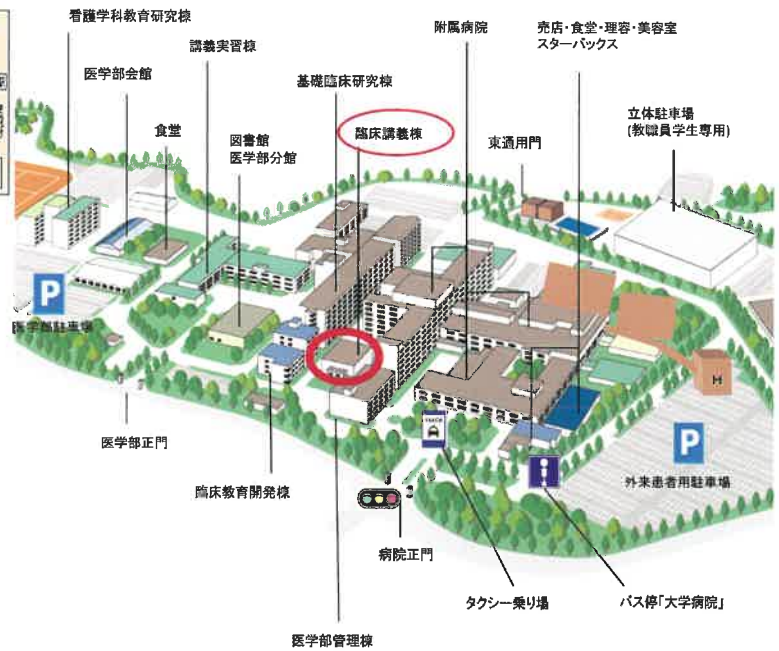 看護学科教育研究棟
附属病院
売店・食堂・理容・美容室
スターバックス
講義実習棟
医学部会館
基礎臨床研究棟
立体駐車場
(教職員学生専用)
食堂
図書館
医学部分館
臨床講義棟
東通用門
P
医学部駐車場
H
P
外来患者用駐車場
医学部正門
臨床教育開発棟
病院正門
タクシー乗り場
バス停「大学病院」
医学部管理棟